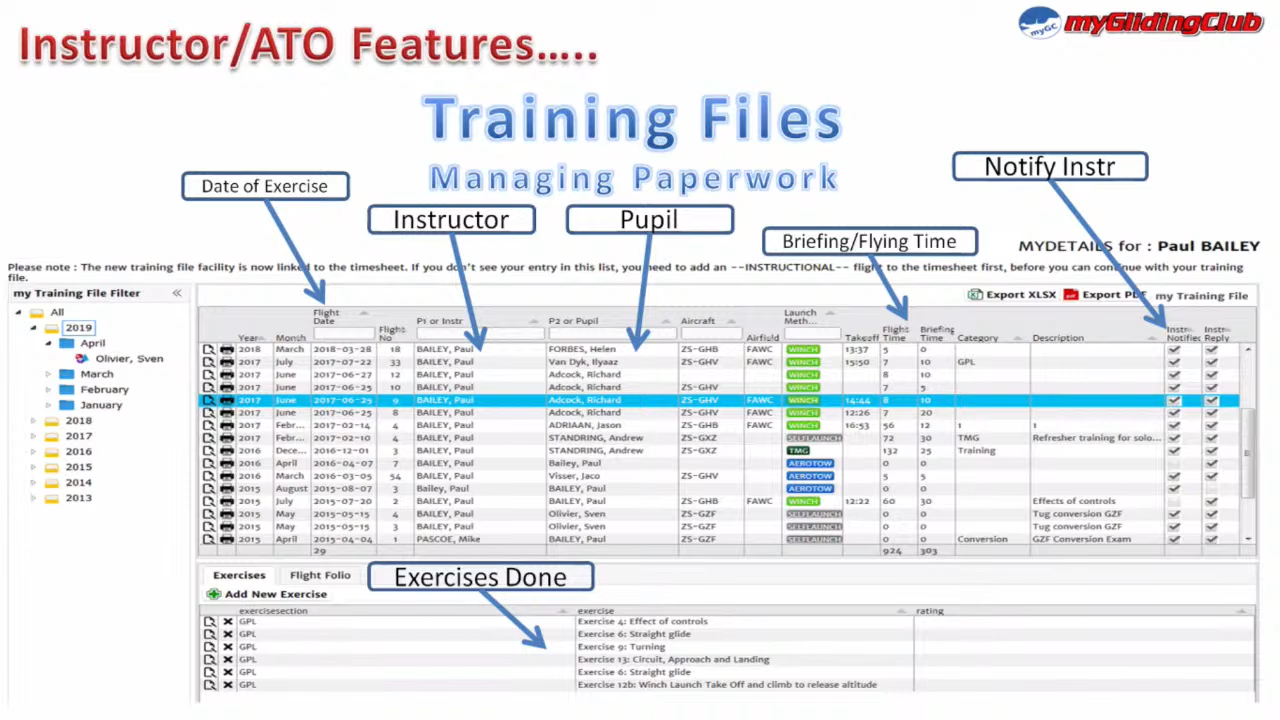 Instructor/ATO Features…..
myGC
myGlidingClub
Training Files
Managing Paperwork
Notify Instr
Date of Exercise
Instructor
Pupil
Briefing/Flying Time
MYDETAILS for : Paul BAILEY
Please note : The new training file facility is now linked to the timesheet. If you don't see your entry in this list, you need to add an --INSTRUCTIONAL-- flight to the timesheet first, before you can continue with your training
file.
my Training File Filter
Export XLSX Export PDF my Training File
All
2019
April
Olivier, Sven
March
February
January
2018
2017
2016
2015
2014
2013
Year Month Flight Date Flight No P1 or Instr P2 or Pupil Aircraft Airfield Launch Meth... Takeoff Flight Time Briefing Time Category Description Instr Notified Instr Reply
2018 March 2018-03-28 18 BAILEY, Paul FORBES, Helen ZS-GHB FAWC WINCH 13:37 5 0
2017 July 2017-07-22 33 BAILEY, Paul Van Dyk, Ilyaaz ZS-GHV FAWC WINCH 15:50 7 10 GPL
2017 June 2017-06-27 12 BAILEY, Paul Adcock, Richard WINCH 8 10
2017 June 2017-06-25 10 BAILEY, Paul Adcock, Richard ZS-GHV WINCH 7 5
2017 June 2017-06-25 9 BAILEY, Paul Adcock, Richard ZS-GHV FAWC WINCH 14:44 8 10
2017 June 2017-06-25 8 BAILEY, Paul Adcock, Richard ZS-GHV FAWC WINCH 12:26 7 20
2017 Febr... 2017-02-14 4 BAILEY, Paul ADRIAAN, Jason ZS-GHB FAWC WINCH 16:53 56 12 1 1
2017 Febr... 2017-02-10 4 BAILEY, Paul STANDRING, Andrew ZS-GXZ SELFLAUNCH 72 30 TMG Refresher training for solo...
2016 Dece... 2016-12-01 3 BAILEY, Paul STANDRING, Andrew ZS-GXZ TMG 132 25 Training
2016 April 2016-04-07 7 BAILEY, Paul Bailey, Paul AEROTOW 0 0
2016 March 2016-03-05 54 BAILEY, Paul Visser, Jaco ZS-GHV AEROTOW 5 5
2015 August 2015-08-07 3 Bailey, Paul BAILEY, Paul AEROTOW 0 0
2015 July 2015-07-20 2 BAILEY, Paul BAILEY, Paul ZS-GHB FAWC WINCH 12:22 60 30 Effects of controls
2015 May 2015-05-15 4 BAILEY, Paul Olivier, Sven ZS-GZF SELFLAUNCH 0 0 Tug conversion GZF
2015 May 2015-05-15 3 BAILEY, Paul Olivier, Sven ZS-GZF SELFLAUNCH 0 0 Tug conversion GZF
2015 April 2015-04-04 1 PASCOE, Mike BAILEY, Paul ZS-GZF SELFLAUNCH 0 0 Conversion GZF Conversion Exam
29 924 303
Exercises Flight Folio
Exercises Done
Add New Exercise
exercisesection exercise rating
GPL Exercise 4: Effect of controls
GPL Exercise 6: Straight glide
GPL Exercise 9: Turning
GPL Exercise 13: Circuit, Approach and Landing
GPL Exercise 6: Straight glide
GPL Exercise 12b: Winch Launch Take Off and climb to release altitude